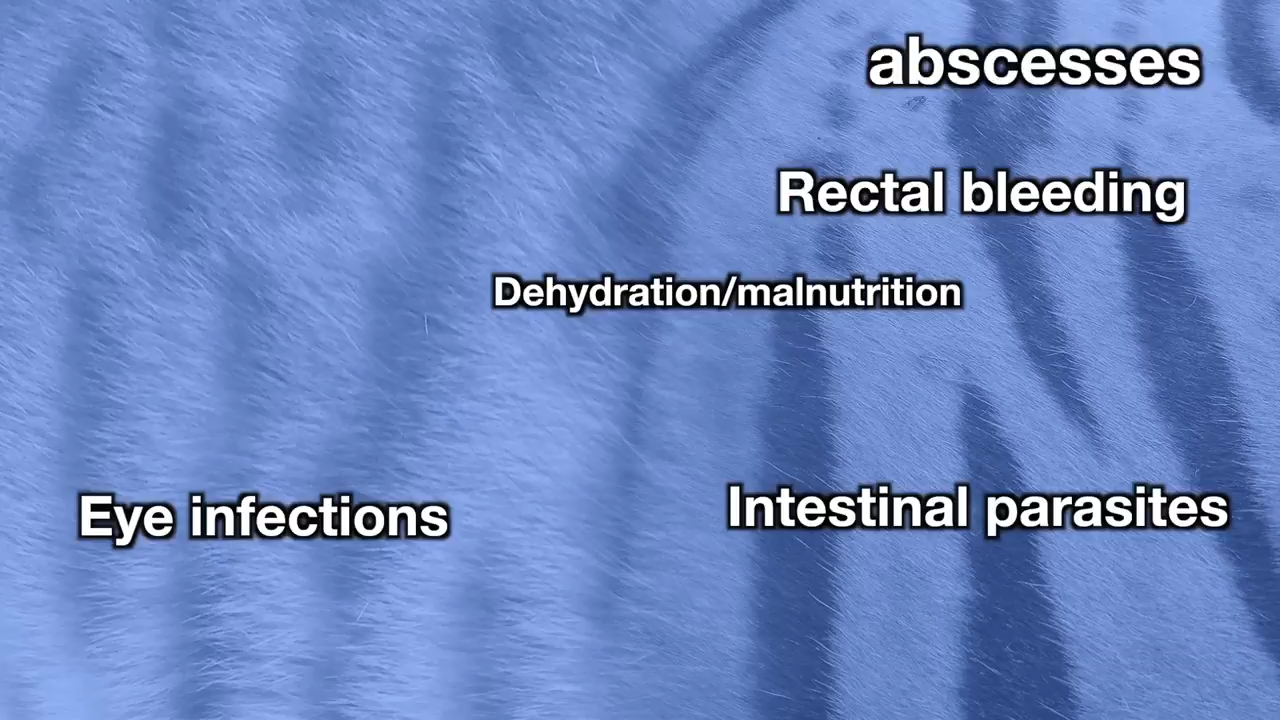 abscesses
Rectal bleeding
Dehydration/malnutrition
Eye infections
Intestinal parasites